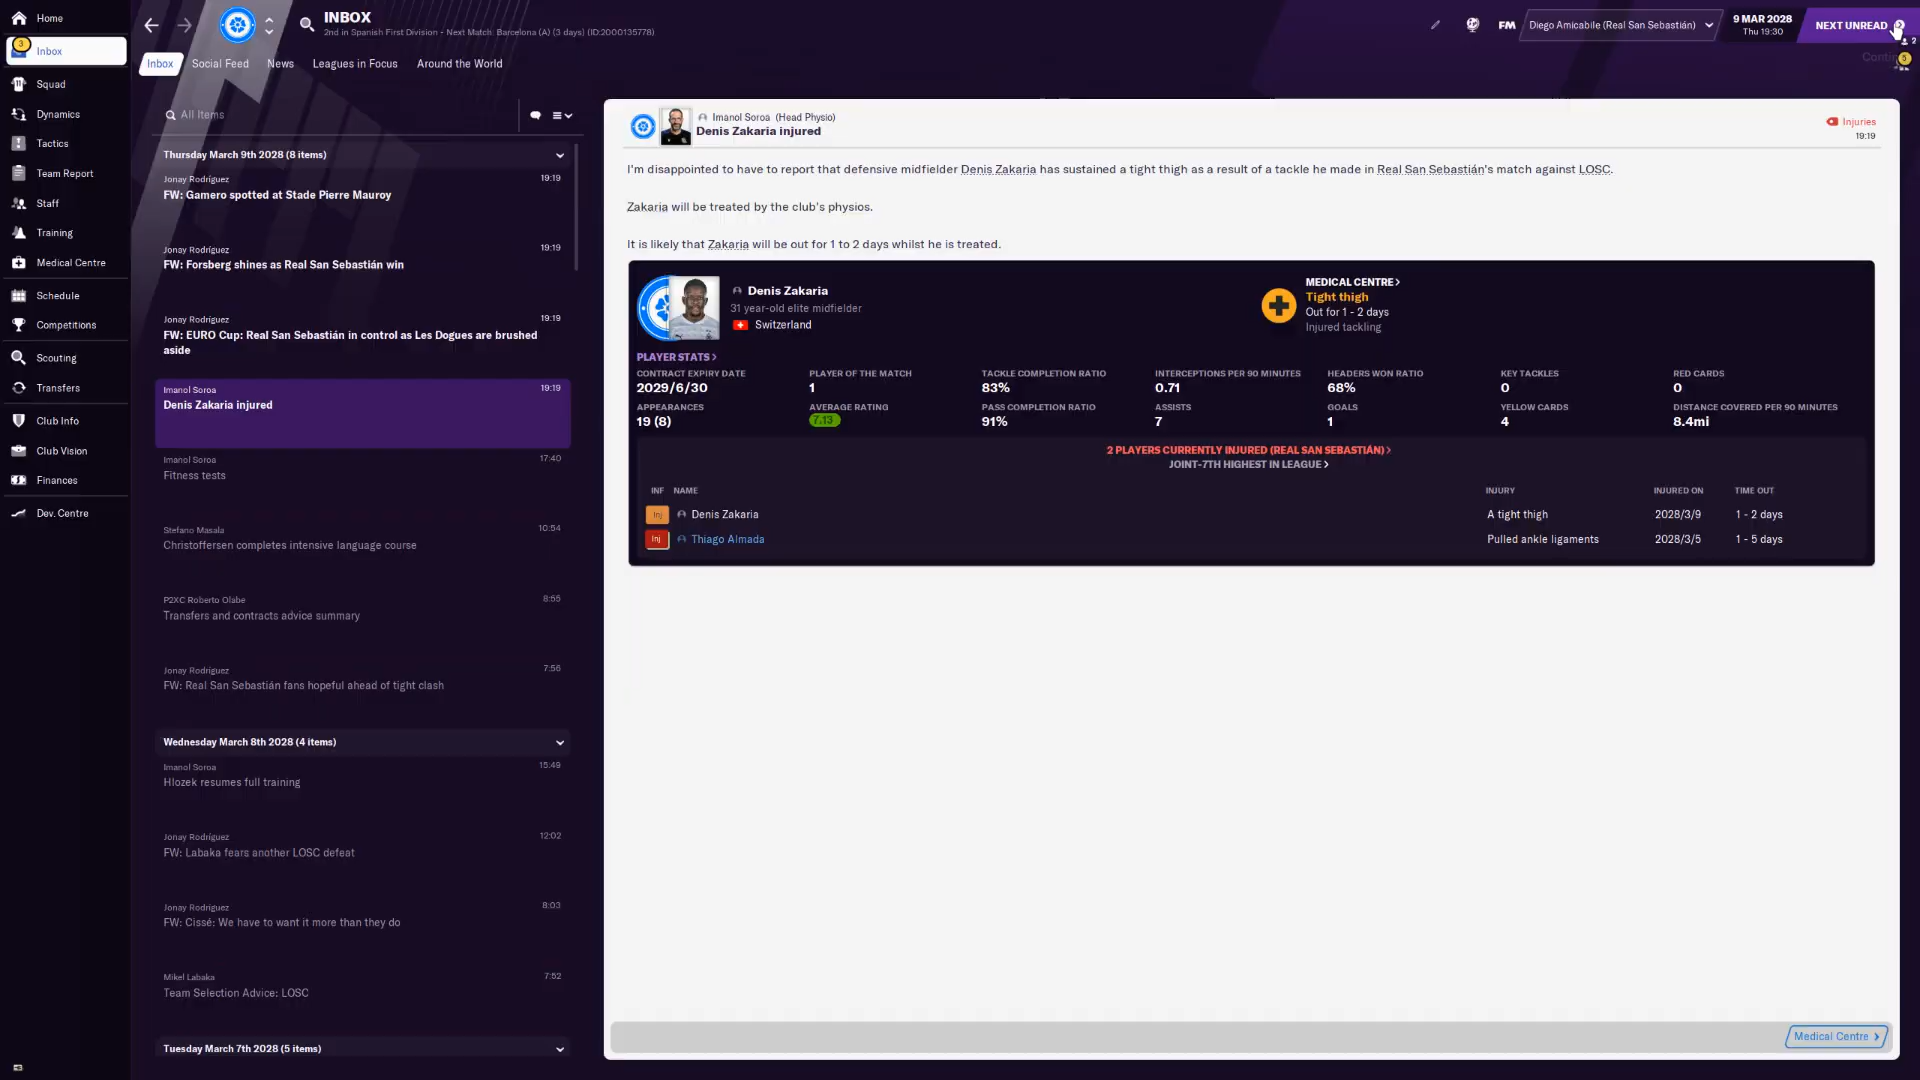 Home
3
Inbox
Squad
Dynamics
Tactics
Team Report
Staff
Training
Medical Centre
Schedule
Competitions
Scouting
Transfers
Club Info
Club Vision
Finances
Dev. Centre
INBOX
2nd in Spanish First Division - Next Match: Barcelona (A) (3 days) (ID:2000135778)
FM
Diego Amicabile (Real San Sebastián)
9 MAR 2028
Thu 19:30
NEXT UNREAD
2
3
Inbox
Social Feed
News
Leagues in Focus
Around the World
All Items
Thursday March 9th 2028 (8 items)
Jonay Rodríguez 19:19
FW: Gamero spotted at Stade Pierre Mauroy
Jonay Rodríguez 19:19
FW: Forsberg shines as Real San Sebastián win
Jonay Rodríguez 19:19
FW: EURO Cup: Real San Sebastián in control as Les Dogues are brushed
aside
Imanol Soroa 19:19
Denis Zakaria injured
Imanol Soroa 17:40
Fitness tests
Stefano Masala 10:54
Christoffersen completes intensive language course
P2XC Roberto Olabe 8:55
Transfers and contracts advice summary
Jonay Rodríguez 7:56
FW: Real San Sebastián fans hopeful ahead of tight clash
Wednesday March 8th 2028 (4 items)
Imanol Soroa 15:49
Hlozek resumes full training
Jonay Rodríguez 12:02
FW: Labaka fears another LOSC defeat
Jonay Rodríguez 8:03
FW: Cissé: We have to want it more than they do
Mikel Labaka 7:52
Team Selection Advice: LOSC
Tuesday March 7th 2028 (5 items)
Imanol Soroa (Head Physio)
Denis Zakaria injured
Injuries
19:19
I'm disappointed to have to report that defensive midfielder Denis Zakaria has sustained a tight thigh as a result of a tackle he made in Real San Sebastián's match against LOSC.
Zakaria will be treated by the club's physios.
It is likely that Zakaria will be out for 1 to 2 days whilst he is treated.
Denis Zakaria
31 year-old elite midfielder
Switzerland
MEDICAL CENTRE
Tight thigh
Out for 1 - 2 days
Injured tackling
PLAYER STATS
CONTRACT EXPIRY DATE PLAYER OF THE MATCH TACKLE COMPLETION RATIO INTERCEPTIONS PER 90 MINUTES HEADERS WON RATIO KEY TACKLES RED CARDS
2029/6/30 1 83% 0.71 68% 0 0
APPEARANCES AVERAGE RATING PASS COMPLETION RATIO ASSISTS GOALS YELLOW CARDS DISTANCE COVERED PER 90 MINUTES
19 (8) 7.13 91% 7 1 4 8.4mi
2 PLAYERS CURRENTLY INJURED (REAL SAN SEBASTIÁN)
JOINT-7TH HIGHEST IN LEAGUE
INF NAME INJURY INJURED ON TIME OUT
Inj Denis Zakaria A tight thigh 2028/3/9 1 - 2 days
Inj Thiago Almada Pulled ankle ligaments 2028/3/5 1 - 5 days
Medical Centre